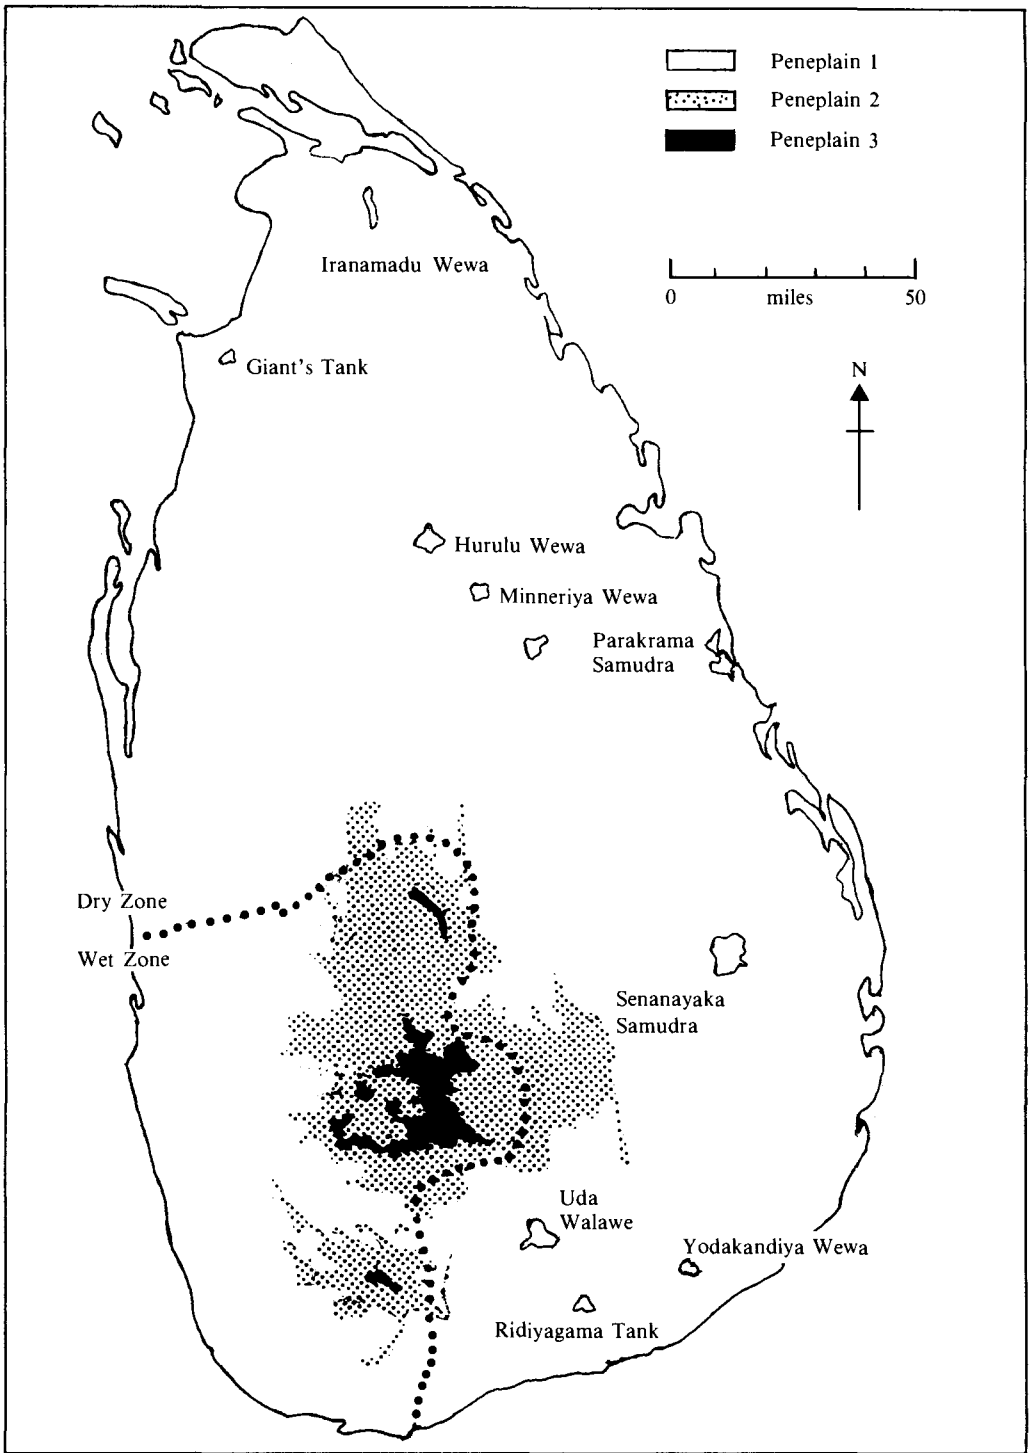 Peneplain 1
Peneplain 2
Peneplain 3
0 miles 50
N
Iranamadu Wewa
Giant's Tank
Hurulu Wewa
Minneriya Wewa
Parakrama
Samudra
Dry Zone
Wet Zone
Senanayaka
Samudra
Uda
Walawe
Yodakandiya Wewa
Ridiyagama Tank